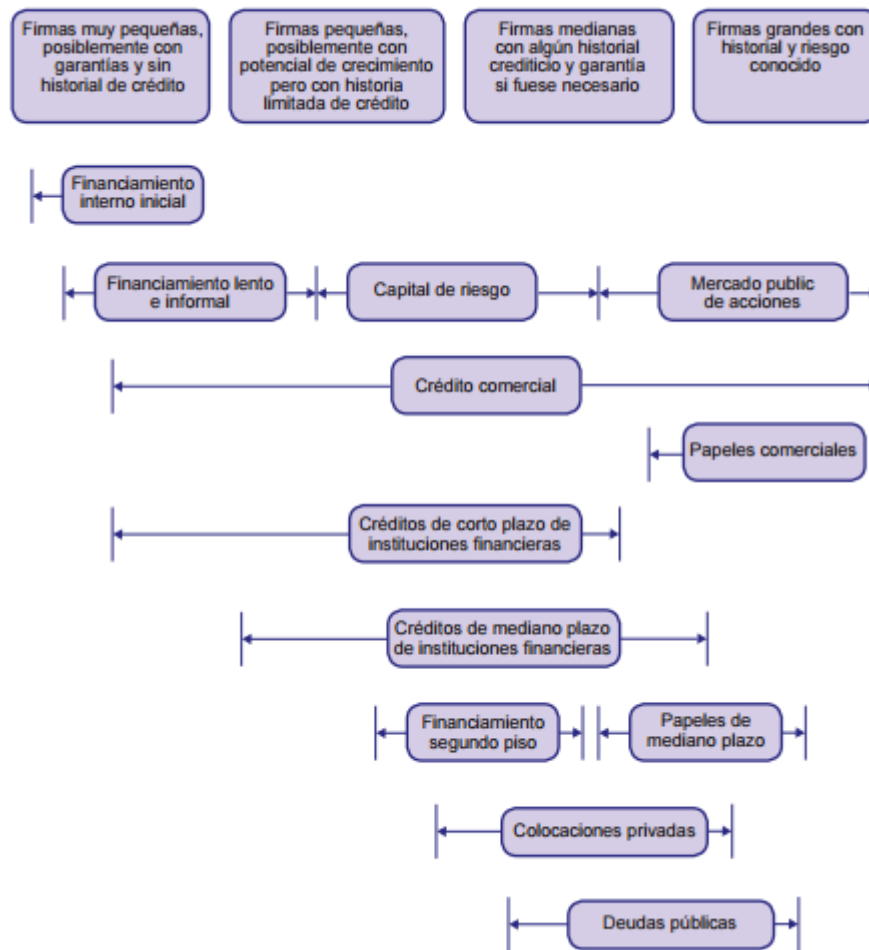 Firmas muy pequeñas,
posiblemente con
garantías y sin
historial de crédito
Firmas pequeñas,
posiblemente con
potencial de crecimiento
pero con historia
limitada de crédito
Firmas medianas
con algún historial
crediticio y garantía
si fuese necesario
Firmas grandes con
historial y riesgo
conocido
Financiamiento
interno inicial
Financiamiento lento
e informal
Capital de riesgo
Mercado public
de acciones
Crédito comercial
Papeles comerciales
Créditos de corto plazo de
instituciones financieras
Créditos de mediano plazo
de instituciones financieras
Financiamiento
segundo piso
Papeles de
mediano plazo
Colocaciones privadas
Deudas públicas